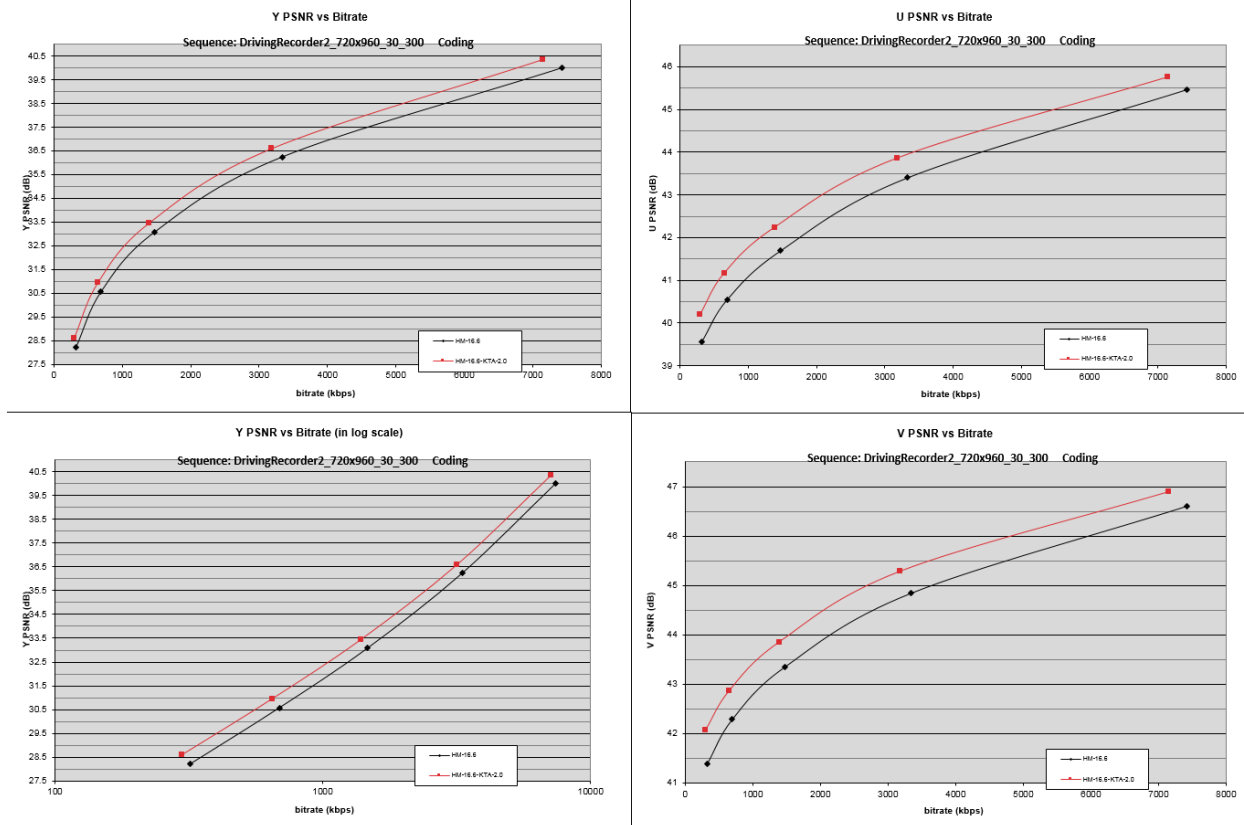 Y PSNR vs Bitrate
Sequence: DrivingRecorder2_720x960_30_300 Coding
40.5
39.5
38.5
37.5
36.5
35.5
34.5
33.5
32.5
31.5
30.5
29.5
28.5
27.5
Y PSNR (dB)
0 1000 2000 3000 4000 5000 6000 7000 8000
bitrate (kbps)
HM-16.6
HM-16.6-KTA-2.0
U PSNR vs Bitrate
Sequence: DrivingRecorder2_720x960_30_300 Coding
46
45
44
43
42
41
40
39
U PSNR (dB)
0 1000 2000 3000 4000 5000 6000 7000 8000
bitrate (kbps)
HM-16.6
HM-16.6-KTA-2.0
Y PSNR vs Bitrate (in log scale)
Sequence: DrivingRecorder2_720x960_30_300 Coding
40.5
39.5
38.5
37.5
36.5
35.5
34.5
33.5
32.5
31.5
30.5
29.5
28.5
27.5
Y PSNR (dB)
100 1000 10000
bitrate (kbps)
HM-16.6
HM-16.6-KTA-2.0
V PSNR vs Bitrate
Sequence: DrivingRecorder2_720x960_30_300 Coding
47
46
45
44
43
42
41
V PSNR (dB)
0 1000 2000 3000 4000 5000 6000 7000 8000
bitrate (kbps)
HM-16.6
HM-16.6-KTA-2.0